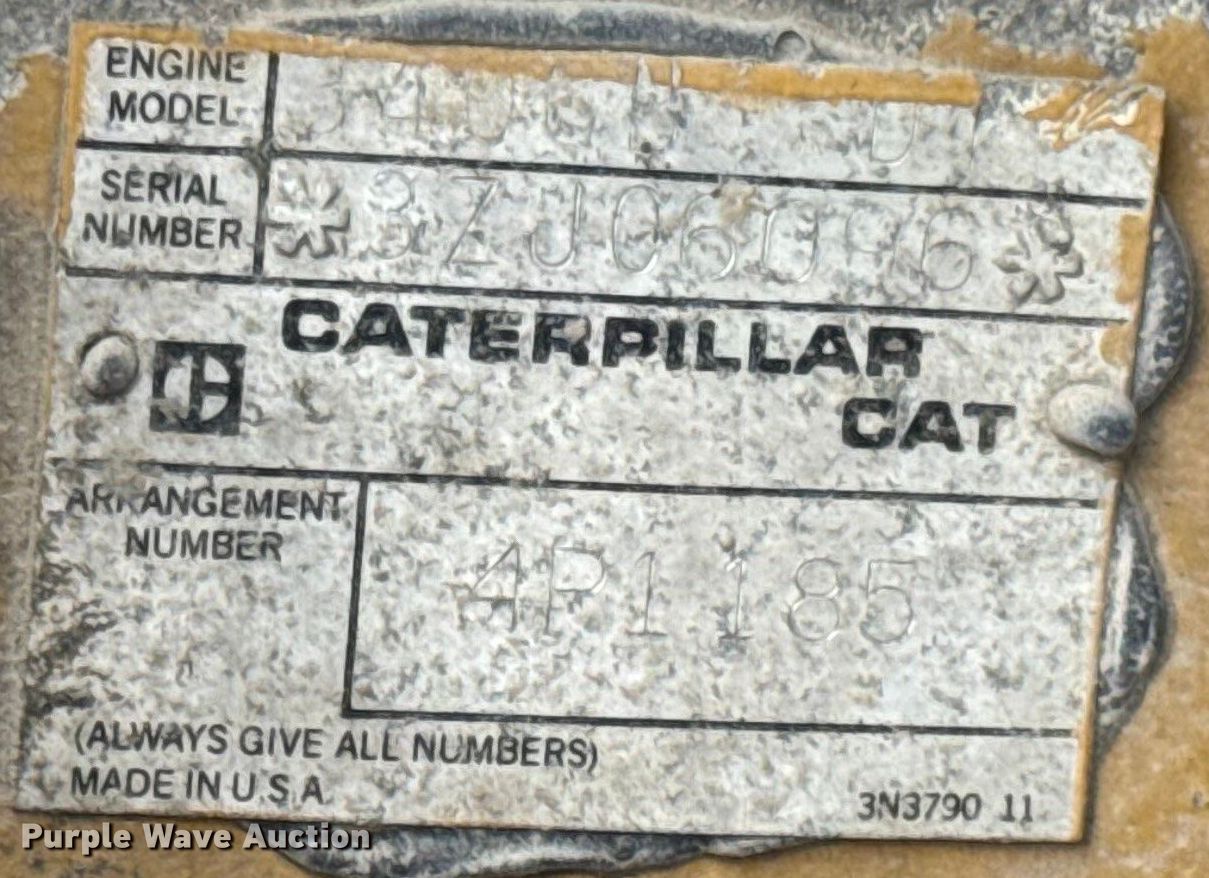 ENGINE
MODEL
SERIAL
NUMBER
CATERPILLAR
CAT
ARRANGEMENT
NUMBER
4P1185
(ALWAYS GIVE ALL NUMBERS)
MADE IN U.S.A
3N3790 11
Purple Wave Auction